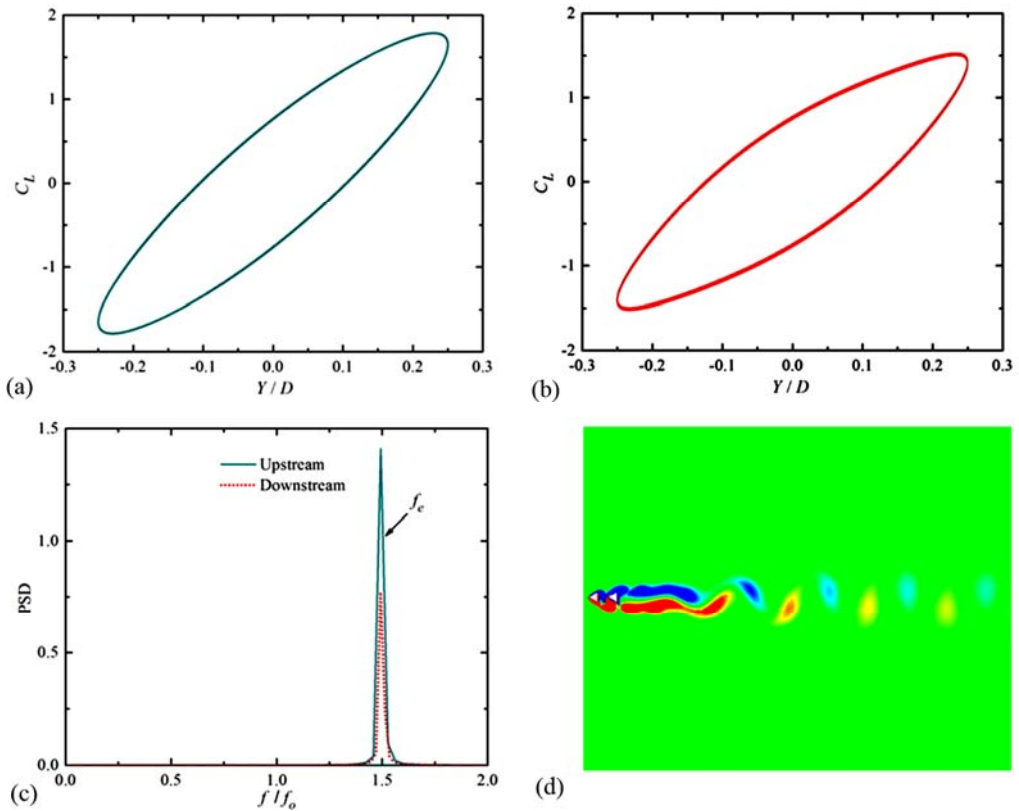 2
1
0
-1
-2
C_L
-0.3
-0.2
-0.1
0.0
0.1
0.2
0.3
Y / D
(a)
2
1
0
-1
-2
C_L
-0.3
-0.2
-0.1
0.0
0.1
0.2
0.3
Y / D
(b)
1.5
1.0
0.5
0.0
PSD
Upstream
Downstream
f_e
0.0
0.5
1.0
1.5
2.0
f / f_o
(c)
(d)